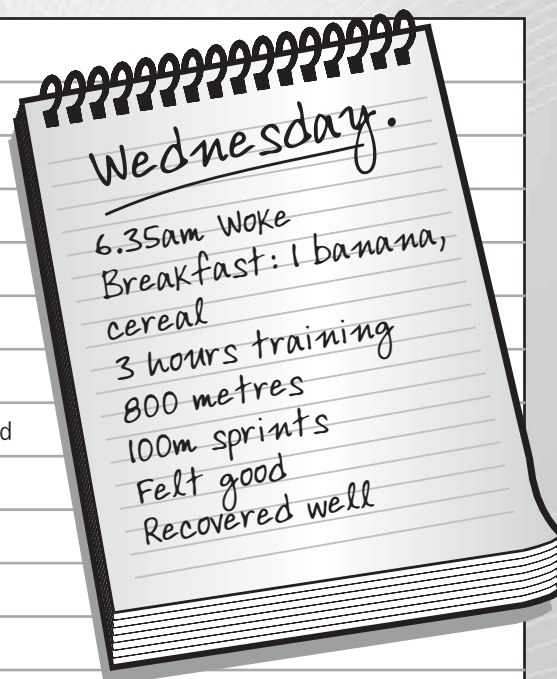 Wednesday.
6.35am Woke
Breakfast: 1 banana,
cereal
3 hours training
800 metres
100m sprints
Felt good
Recovered well
d